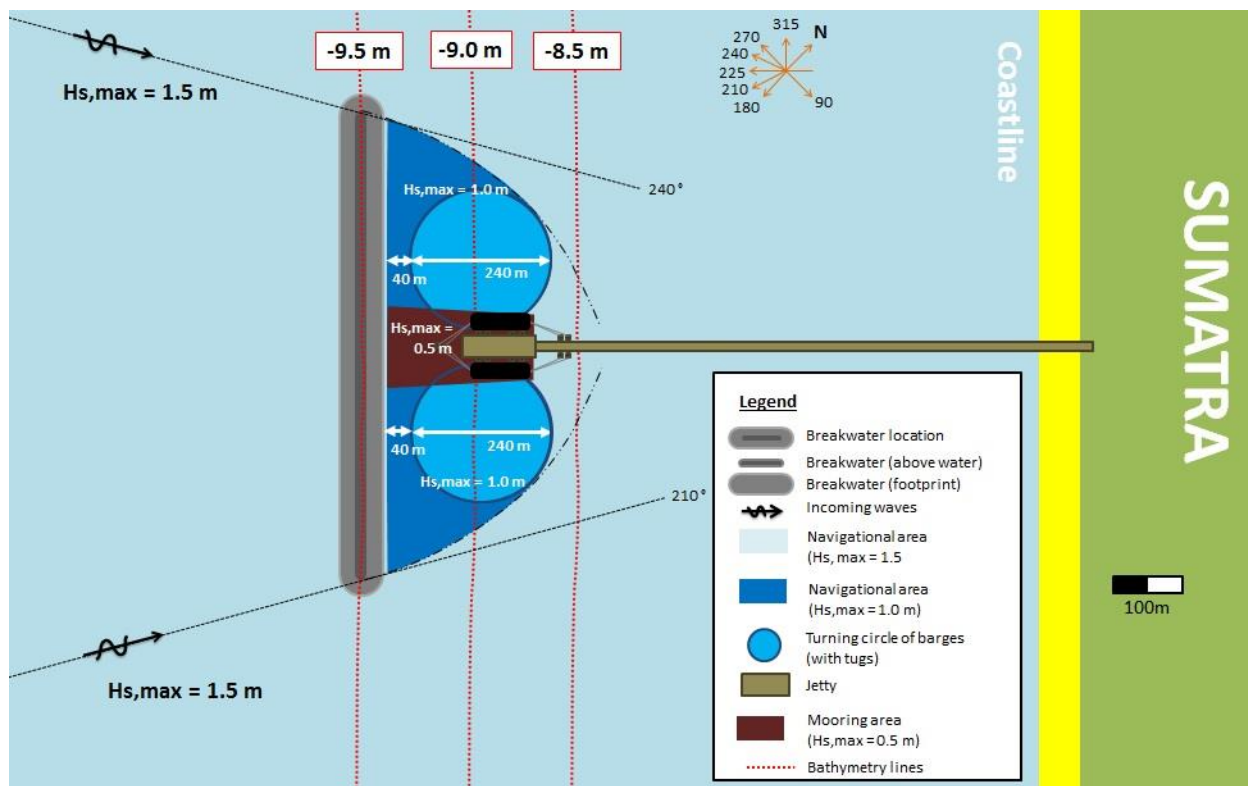 315
N
270
240
225
210
180
90
-9.5 m
-9.0 m
-8.5 m
Coastline
SUMATRA
Hs,max = 1.5 m
240°
Hs,max = 1.0 m
40 m
240 m
Hs,max =
0.5 m
40 m
240 m
Hs,max = 1.0 m
210°
Hs,max = 1.5 m
Legend
Breakwater location
Breakwater (above water)
Breakwater (footprint)
Incoming waves
Navigational area
(Hs, max = 1.5
Navigational area
(Hs,max = 1.0 m)
Turning circle of barges
(with tugs)
Jetty
Mooring area
(Hs,max = 0.5 m)
Bathymetry lines
100m